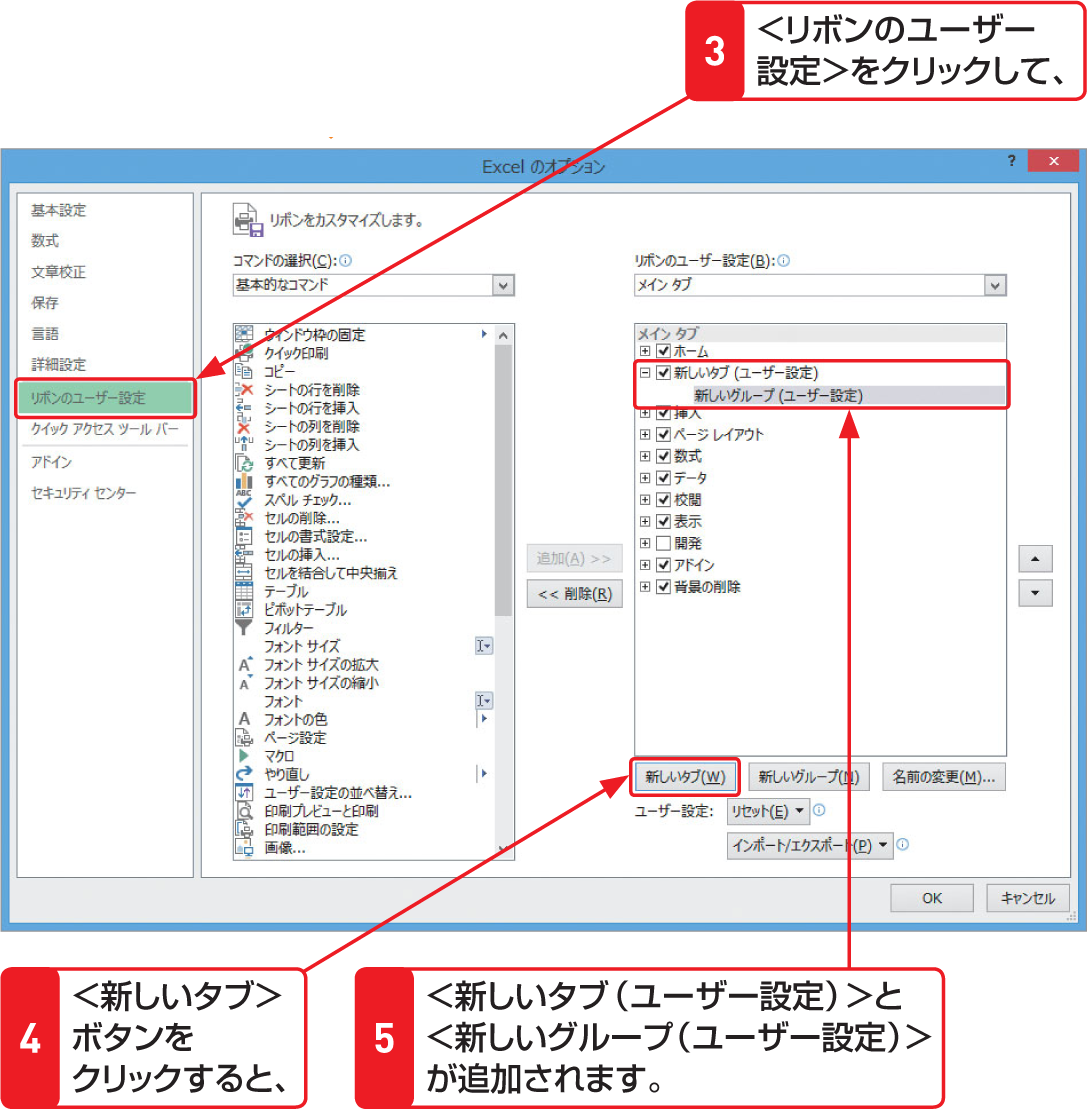 3
<リボンのユーザー
設定>をクリックして、
Excel のオプション
?
基本設定
数式
文章校正
保存
言語
詳細設定
リボンのユーザー設定
クイック アクセス ツール バー
アドイン
セキュリティ センター
リボンをカスタマイズします。
コマンドの選択(C):
基本的なコマンド
ウィンドウ枠の固定
クイック印刷
コピー
シートの行を削除
シートの行を挿入
シートの列を削除
シートの列を挿入
すべて更新
すべてのグラフの種類...
スペル チェック...
セルの削除...
セルの書式設定...
セルの挿入...
セルを結合して中央揃え
テーブル
ピボットテーブル
フィルター
フォント サイズ
フォント サイズの拡大
フォント サイズの縮小
フォント
フォントの色
ページ設定
マクロ
やり直し
ユーザー設定の並べ替え...
印刷プレビューと印刷
印刷範囲の設定
画像...
追加(A) >>
<< 削除(R)
リボンのユーザー設定(B):
メイン タブ
メイン タブ
ホーム
新しいタブ (ユーザー設定)
新しいグループ (ユーザー設定)
挿入
ページ レイアウト
数式
データ
校閲
表示
開発
アドイン
背景の削除
新しいタブ(W)
新しいグループ(N)
名前の変更(M)...
ユーザー設定:
リセット(E)
インポート/エクスポート(P)
OK
キャンセル
4
<新しいタブ>
ボタンを
クリックすると、
5
<新しいタブ(ユーザー設定)>と
<新しいグループ(ユーザー設定)>
が追加されます。